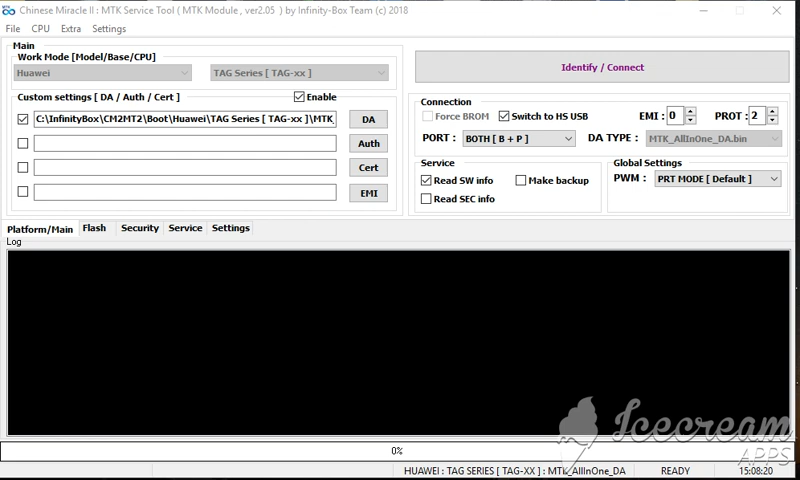 Chinese Miracle II : MTK Service Tool ( MTK Module , ver2.05 ) by Infinity-Box Team (c) 2018
File CPU Extra Settings
Main
Work Mode [Model/Base/CPU]
Huawei TAG Series [ TAG-xx ]
Identify / Connect
Custom settings [ DA / Auth / Cert ] Enable
C:\InfinityBox\CM2MT2\Boot\Huawei\TAG Series [ TAG-xx ]\MTK_ DA
Auth
Cert
EMI
Connection
Force BROM Switch to HS USB EMI: 0 PROT: 2
PORT : BOTH [ B + P ] DA TYPE : MTK_AllInOne_DA.bin
Service
Read SW info Make backup
Read SEC info
Global Settings
PWM : PRT MODE [ Default ]
Platform/Main Flash Security Service Settings
Log
Icecream
APPS
0%
HUAWEI : TAG SERIES [ TAG-XX ] : MTK_AllInOne_DA READY 15:08:20